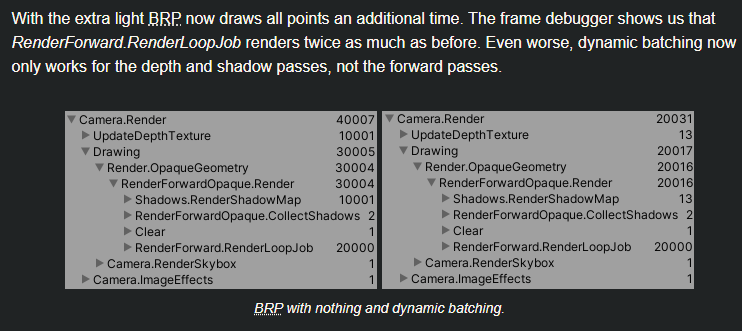 With the extra light BRP now draws all points an additional time. The frame debugger shows us that
RenderForward.RenderLoopJob renders twice as much as before. Even worse, dynamic batching now
only works for the depth and shadow passes, not the forward passes.
Camera.Render 40007
UpdateDepthTexture 10001
Drawing 30005
Render.OpaqueGeometry 30004
RenderForwardOpaque.Render 30004
Shadows.RenderShadowMap 10001
RenderForwardOpaque.CollectShadows 2
Clear 1
RenderForward.RenderLoopJob 20000
Camera.RenderSkybox 1
Camera.ImageEffects 1
Camera.Render 20031
UpdateDepthTexture 13
Drawing 20017
Render.OpaqueGeometry 20016
RenderForwardOpaque.Render 20016
Shadows.RenderShadowMap 13
RenderForwardOpaque.CollectShadows 2
Clear 1
RenderForward.RenderLoopJob 20000
Camera.RenderSkybox 1
Camera.ImageEffects 1
BRP with nothing and dynamic batching.